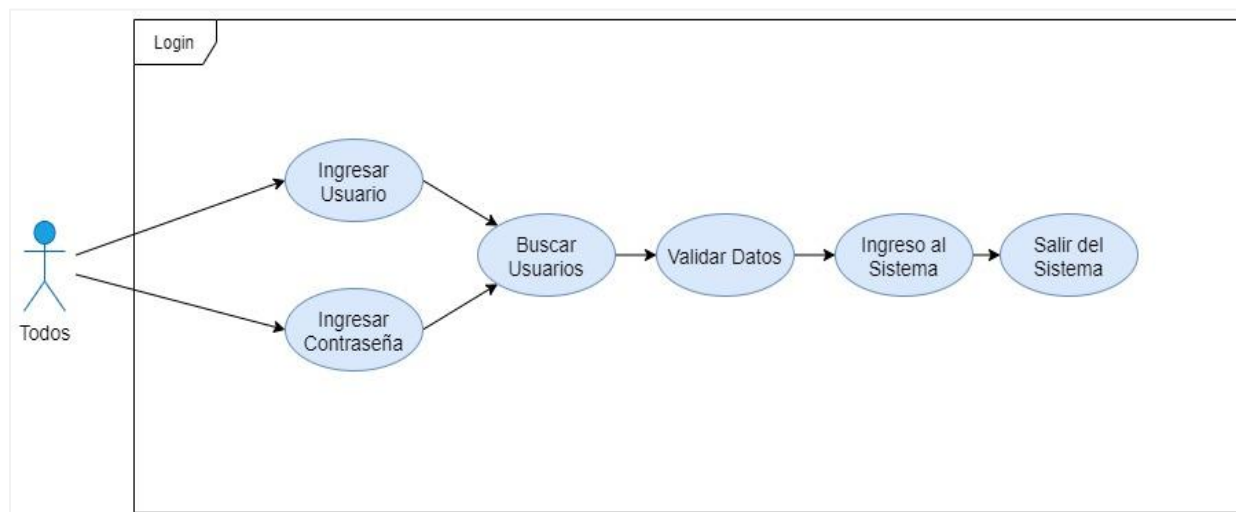 Login
Ingresar
Usuario
Buscar
Usuarios
Validar Datos
Ingreso al
Sistema
Salir del
Sistema
Ingresar
Contraseña
Todos